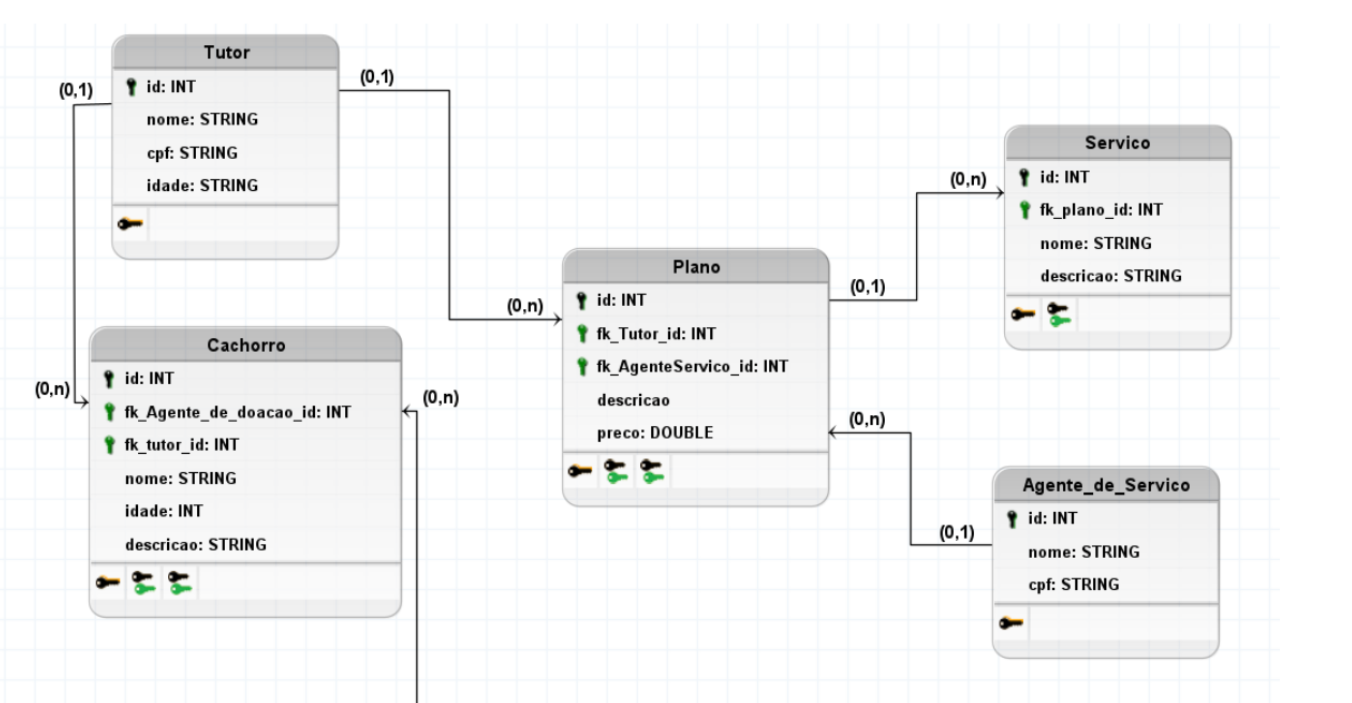 Tutor
id: INT
nome: STRING
cpf: STRING
idade: STRING
(0,1)
(0,1)
(0,n)
(0,n)
Cachorro
id: INT
fk_Agente_de_doacao_id: INT
fk_tutor_id: INT
nome: STRING
idade: INT
descricao: STRING
(0,n)
Plano
id: INT
fk_Tutor_id: INT
fk_AgenteServico_id: INT
descricao
preco: DOUBLE
(0,1)
(0,n)
Servico
id: INT
fk_plano_id: INT
nome: STRING
descricao: STRING
(0,n)
(0,1)
Agente_de_Servico
id: INT
nome: STRING
cpf: STRING